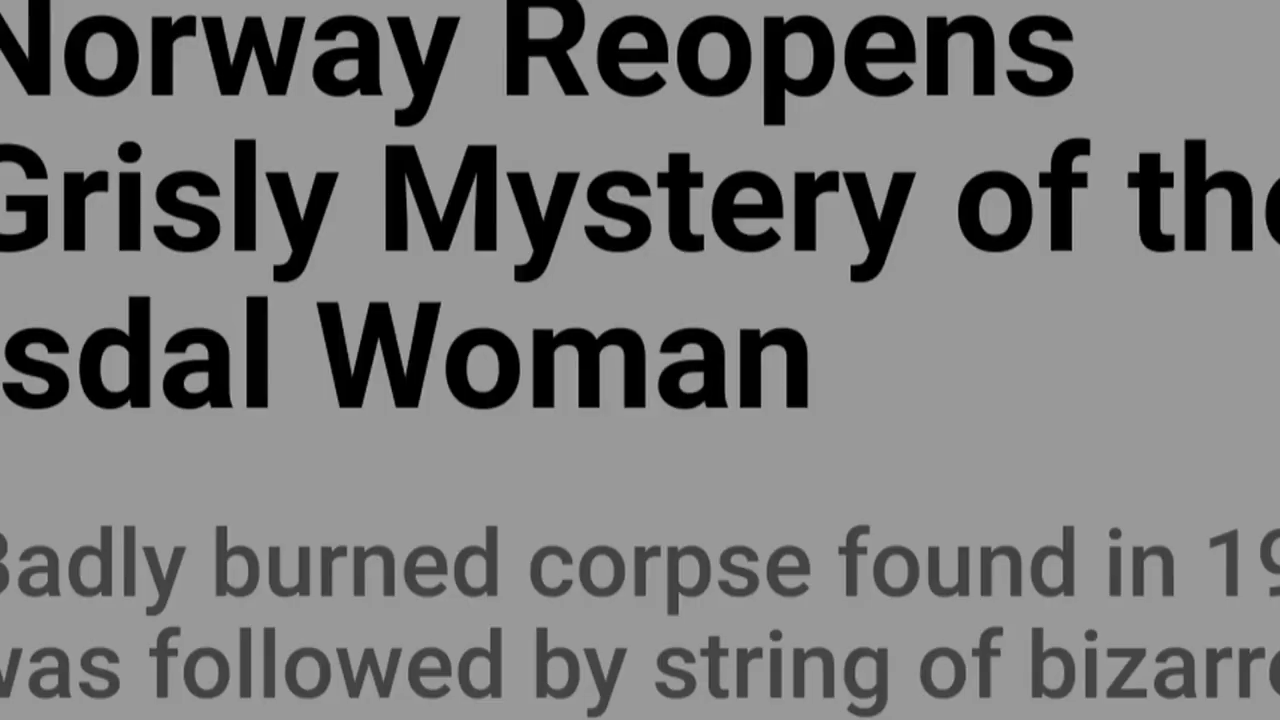 Norway Reopens
Grisly Mystery of the
sdal Woman
Badly burned corpse found in 19
was followed by string of bizarre